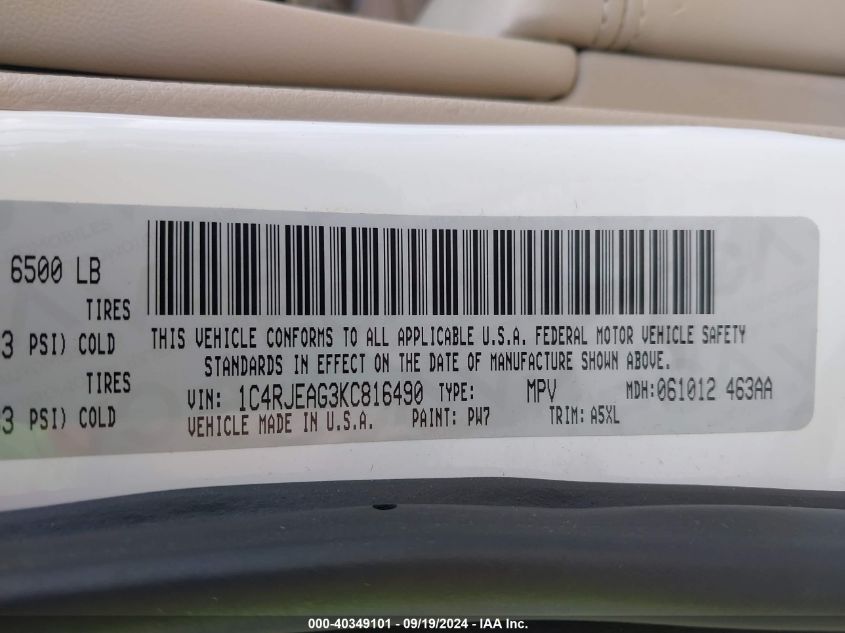 6500 LB
TIRES
3 PSI) COLD
TIRES
3 PSI) COLD
THIS VEHICLE CONFORMS TO ALL APPLICABLE U.S.A. FEDERAL MOTOR VEHICLE SAFETY
STANDARDS IN EFFECT ON THE DATE OF MANUFACTURE SHOWN ABOVE.
VIN: 1C4RJEAG3KC816490 TYPE: MPV MDH:061012 463AA
VEHICLE MADE IN U.S.A. PAINT: PW7 TRIM: A5XL
000-40349101 - 09/19/2024 - IAA Inc.